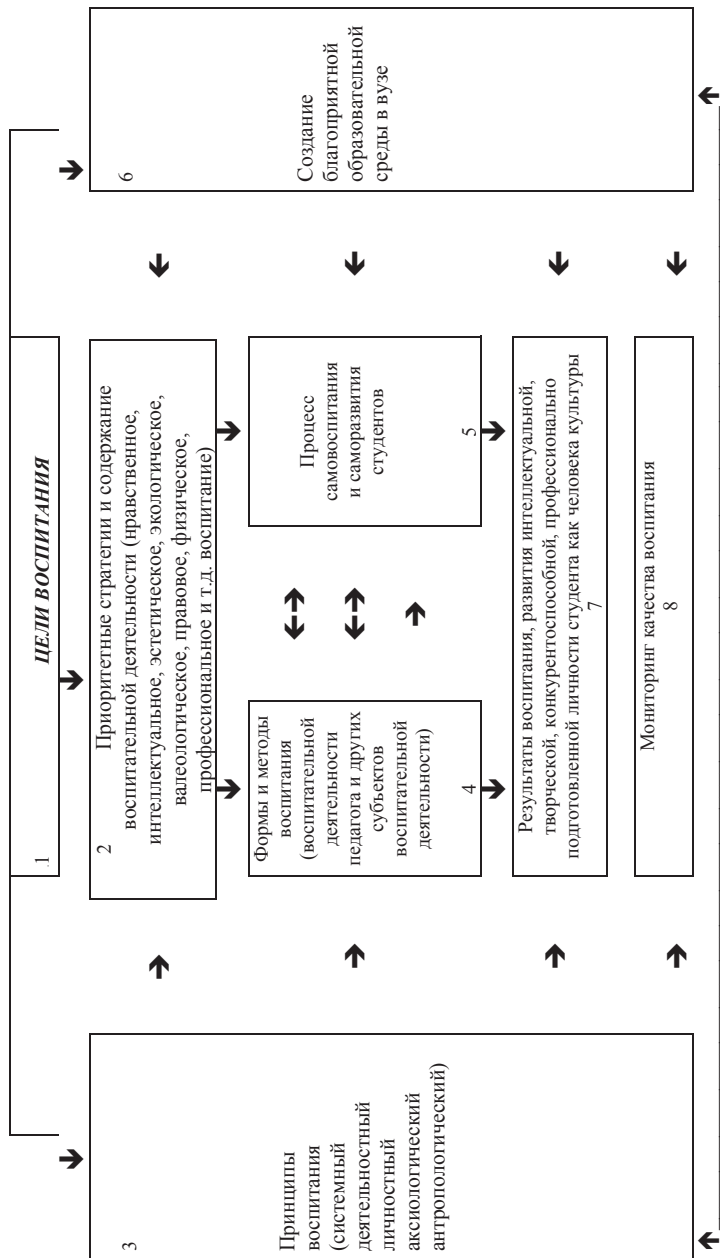 1
ЦЕЛИ ВОСПИТАНИЯ
2
Приоритетные стратегии и содержание
воспитательной деятельности (нравственное,
интеллектуальное, эстетическое, экологическое,
валеологическое, правовое, физическое,
профессиональное и т.д. воспитание)
3
Принципы
воспитания
(системный
деятельностный
личностный
аксиологический
антропологический)
Формы и методы
воспитания
(воспитательной
деятельности
педагога и других
субъектов
воспитательной
деятельности)
4
Процесс
самовоспитания
и саморазвития
студентов
5
6
Создание
благоприятной
образовательной
среды в вузе
Результаты воспитания, развития интеллектуальной,
творческой, конкурентоспособной, профессионально
подготовленной личности студента как человека культуры
7
Мониторинг качества воспитания
8